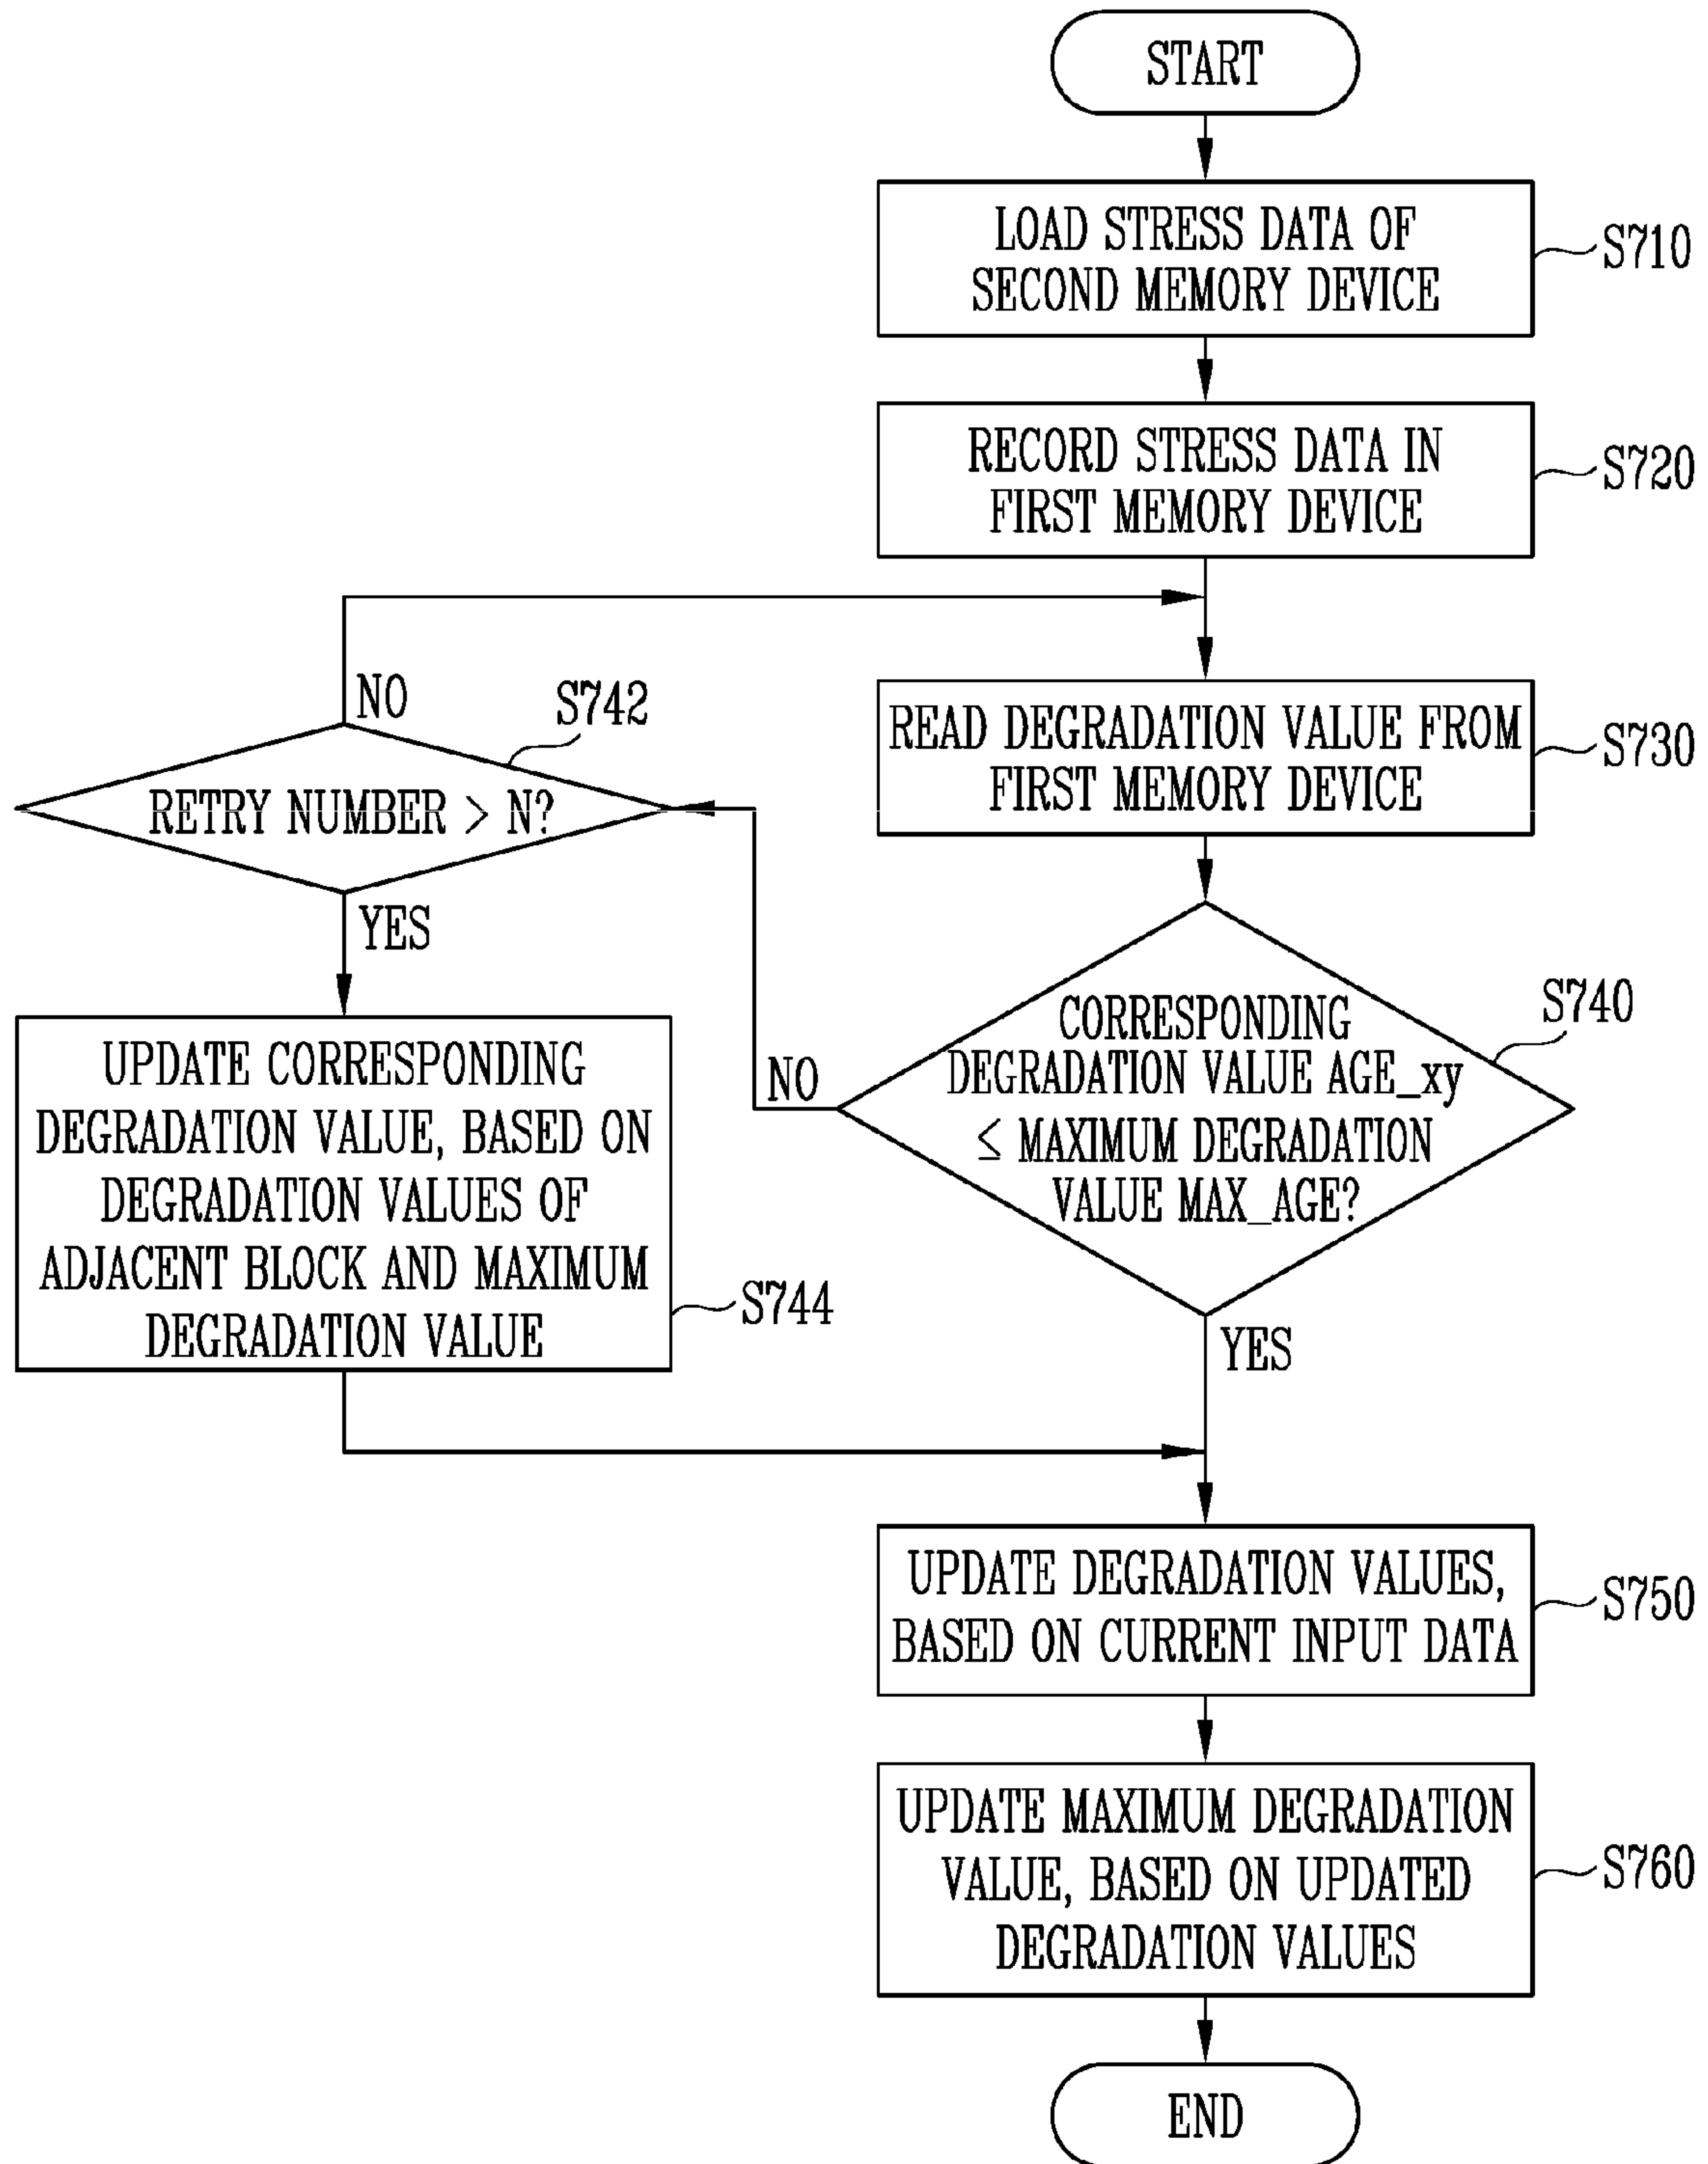 START
LOAD STRESS DATA OF
SECOND MEMORY DEVICE
S710
RECORD STRESS DATA IN
FIRST MEMORY DEVICE
S720
READ DEGRADATION VALUE FROM
FIRST MEMORY DEVICE
S730
CORRESPONDING
DEGRADATION VALUE AGE_xy
≤ MAXIMUM DEGRADATION
VALUE MAX_AGE?
S740
NO
YES
RETRY NUMBER > N?
S742
NO
YES
UPDATE CORRESPONDING
DEGRADATION VALUE, BASED ON
DEGRADATION VALUES OF
ADJACENT BLOCK AND MAXIMUM
DEGRADATION VALUE
S744
UPDATE DEGRADATION VALUES,
BASED ON CURRENT INPUT DATA
S750
UPDATE MAXIMUM DEGRADATION
VALUE, BASED ON UPDATED
DEGRADATION VALUES
S760
END